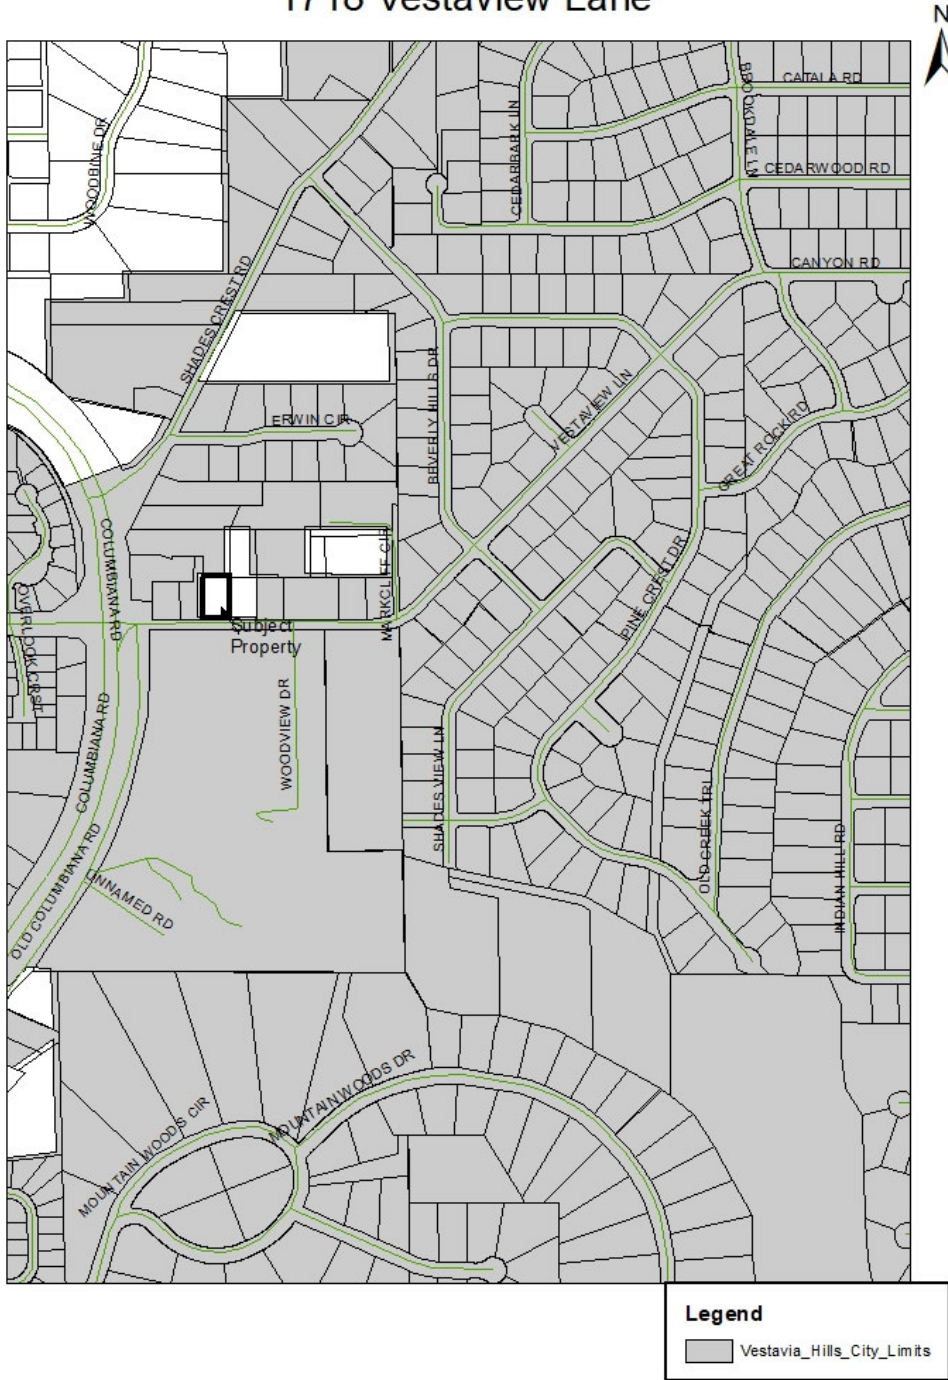 1718 Vestaview Lane
N
CATALA RD
BROOKDALE LN
WOODBINE DR
CEDARBARK LN
CEDARWOOD RD
CANYON RD
SHADES CREST RD
BEVERLY HILLS DR
VESTAVIEW LN
ERWIN CIR
GREAT ROCK RD
COLUMBIANA RD
MARKCLIFF CIR
PINE CREST DR
OVERLOOK CRST
Subject
Property
WOODVIEW DR
COLUMBIANA RD
SHADES VIEW LN
OLD CREEK TRL
INDIAN HILL RD
OLD COLUMBIANA RD
UNNAMED RD
MOUNTAIN WOODS DR
MOUNTAIN WOODS CIR
Legend
Vestavia_Hills_City_Limits